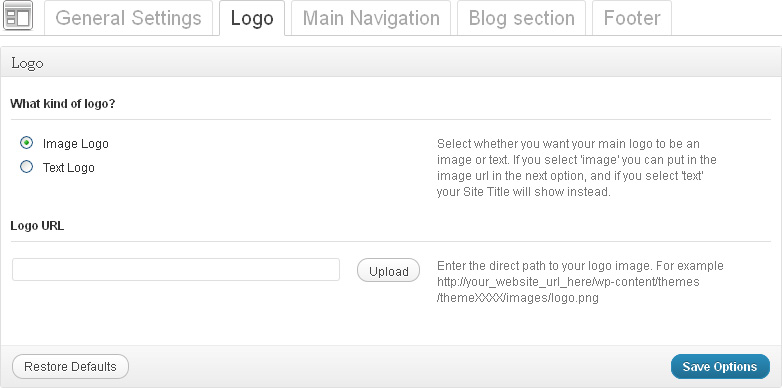 General Settings Logo Main Navigation Blog section Footer
Logo
What kind of logo?
Image Logo
Text Logo
Select whether you want your main logo to be an
image or text. If you select 'image' you can put in the
image url in the next option, and if you select 'text'
your Site Title will show instead.
Logo URL
Upload
Enter the direct path to your logo image. For example
http://your_website_url_here/wp-content/themes
/themeXXXX/images/logo.png
Restore Defaults
Save Options